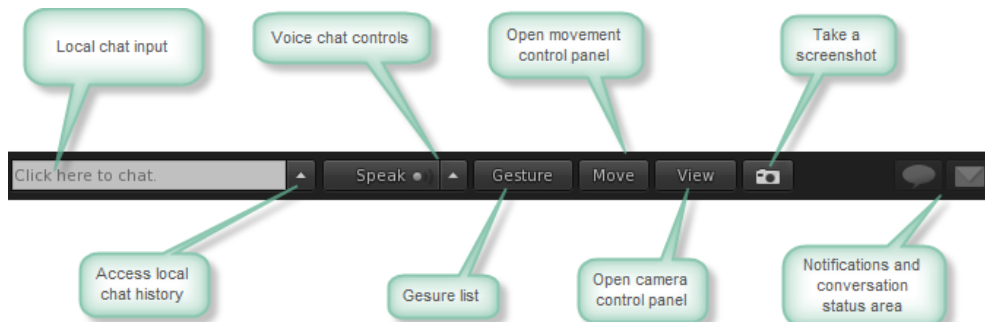 Local chat input
Voice chat controls
Open movement
control panel
Take a
screenshot
Click here to chat.
Speak
Gesture
Move
View
Access local
chat history
Gesure list
Open camera
control panel
Notifications and
conversation
status area